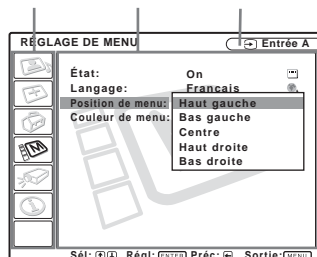 RÉGLAGE DE MENU Entrée A
État: On
Langage: Français
Position de menu: Haut gauche
Couleur de menu: Bas gauche
Centre
Haut droite
Bas droite
Sél: Régl: ENTER Préc: Sortie: MENU